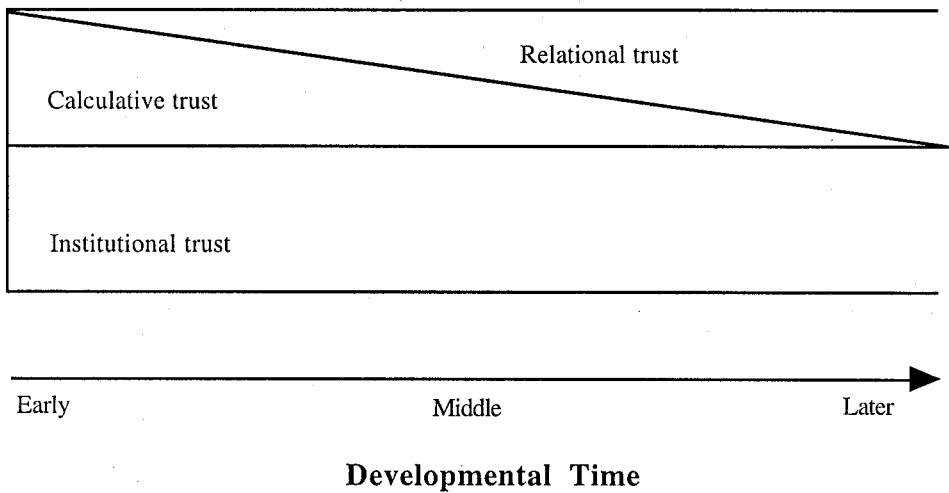 Relational trust
Calculative trust
Institutional trust
Early Middle Later
Developmental Time